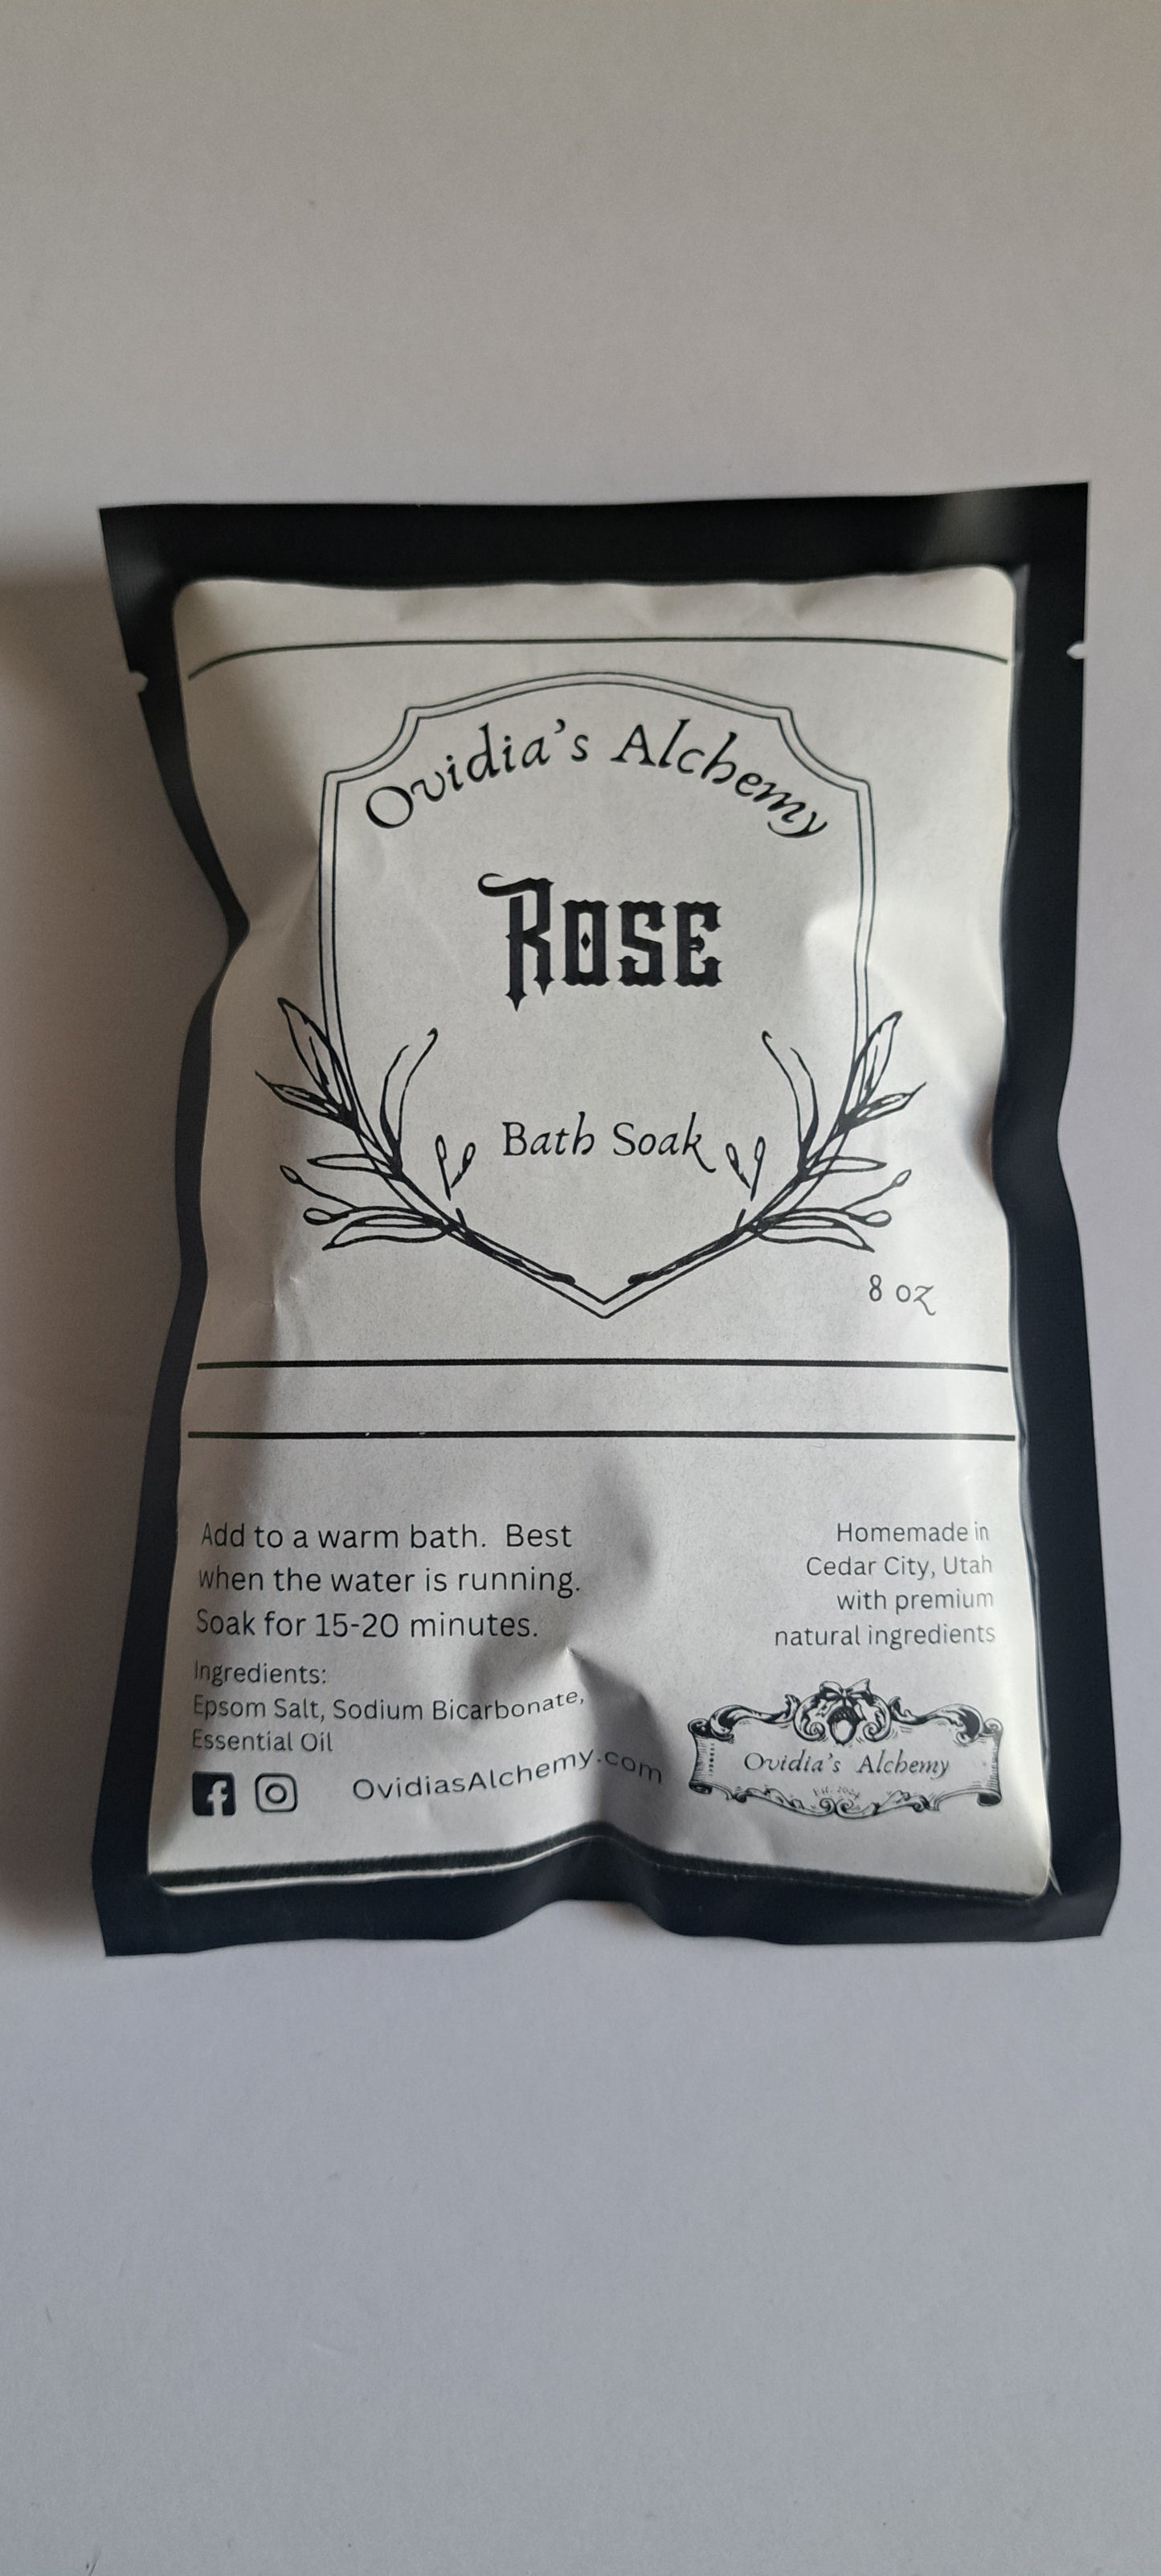 Ovidia's Alchemy
Rose
Bath Soak
8 oz
Add to a warm bath.  Best
when the water is running.
Soak for 15-20 minutes.
Ingredients:
Epsom Salt, Sodium Bicarbonate,
Essential Oil
OvidiasAlchemy.com
Homemade in
Cedar City, Utah
with premium
natural ingredients
Ovidia's Alchemy